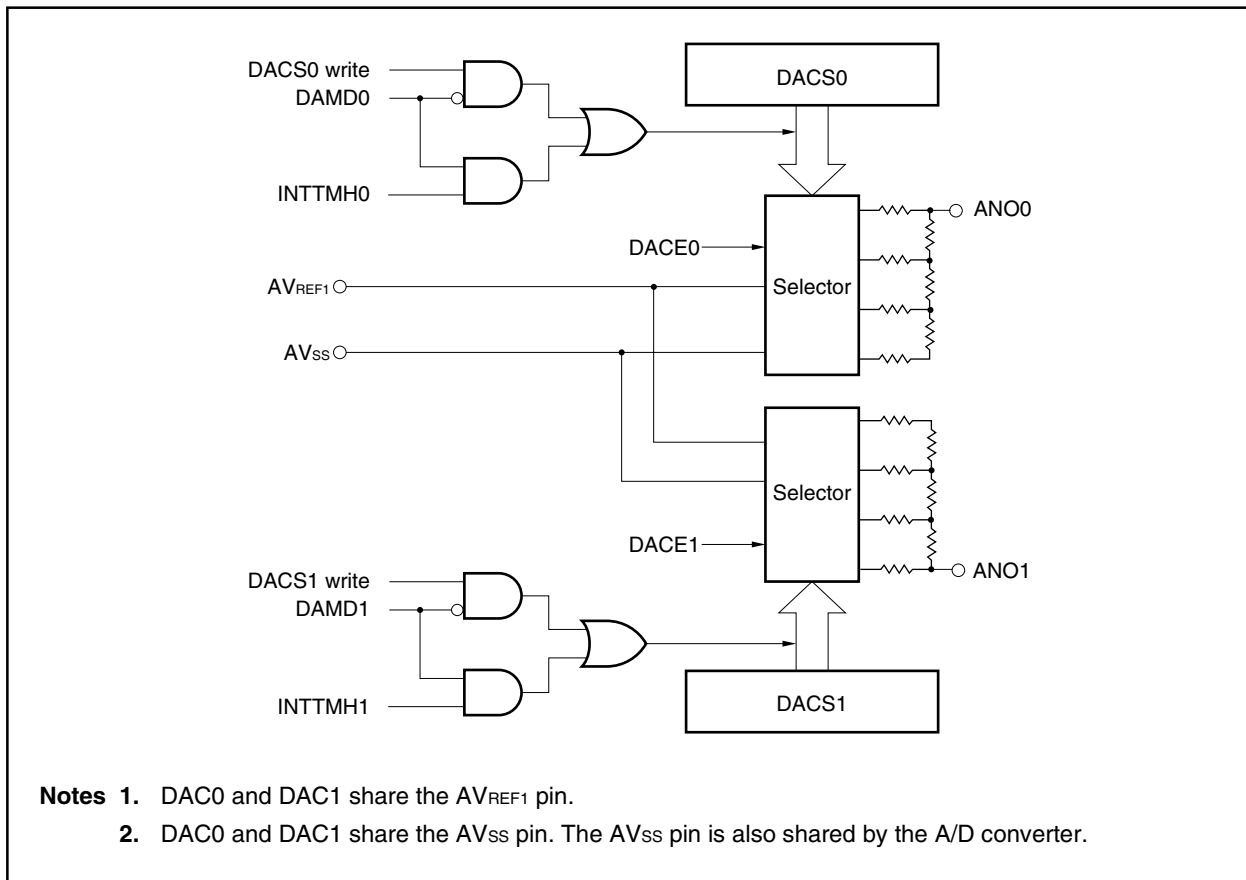 DACS0 write
DAMD0
INTTMH0
DACS0
DACE0
Selector
ANO0
AVREF1
AVSS
Selector
DACE1
ANO1
DACS1 write
DAMD1
INTTMH1
DACS1
Notes 1. DAC0 and DAC1 share the AVREF1 pin.
2. DAC0 and DAC1 share the AVSS pin. The AVSS pin is also shared by the A/D converter.